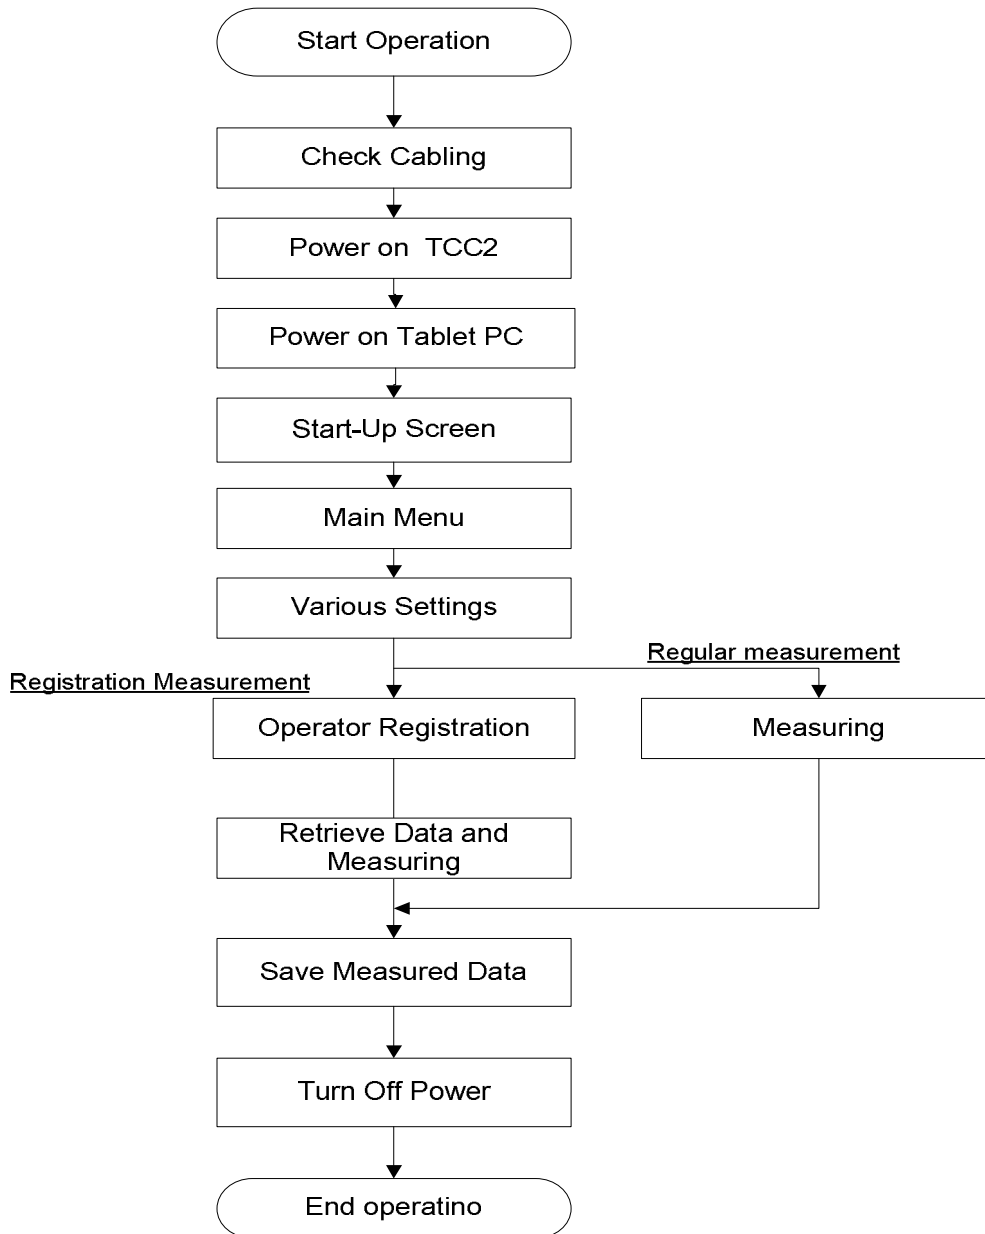 Start Operation
Check Cabling
Power on TCC2
Power on Tablet PC
Start-Up Screen
Main Menu
Various Settings
Regular measurement
Registration Measurement
Operator Registration
Measuring
Retrieve Data and
Measuring
Save Measured Data
Turn Off Power
End operatino